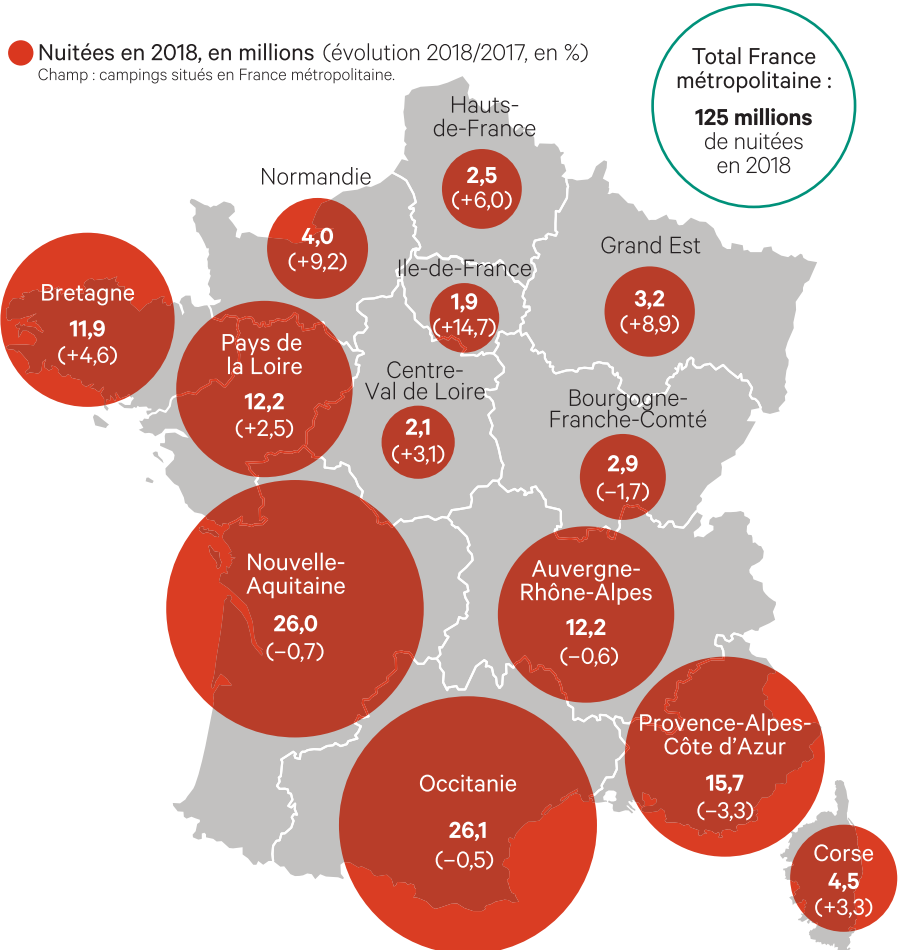 Nuitées en 2018, en millions (évolution 2018/2017, en %)
Champ : campings situés en France métropolitaine.
Total France
métropolitaine :
125 millions
de nuitées
en 2018
Hauts-
de-France
2,5
(+6,0)
Normandie
4,0
(+9,2)
Ile-de-France
1,9
(+14,7)
Grand Est
3,2
(+8,9)
Bretagne
11,9
(+4,6)
Pays de
la Loire
12,2
(+2,5)
Centre-
Val de Loire
2,1
(+3,1)
Bourgogne-
Franche-Comté
2,9
(−1,7)
Nouvelle-
Aquitaine
26,0
(−0,7)
Auvergne-
Rhône-Alpes
12,2
(−0,6)
Provence-Alpes-
Côte d'Azur
15,7
(−3,3)
Occitanie
26,1
(−0,5)
Corse
4,5
(+3,3)